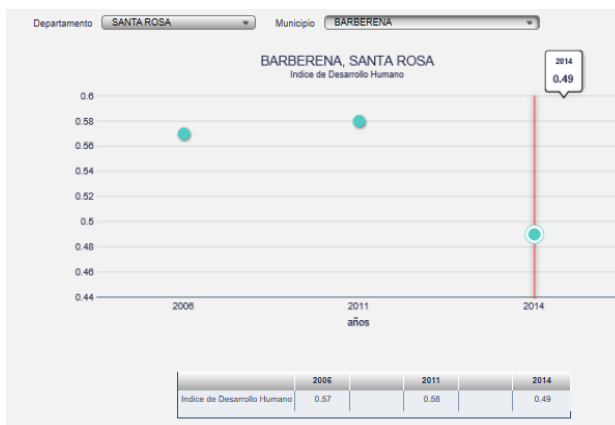 Departamento SANTA ROSA Municipio BARBERENA
BARBERENA, SANTA ROSA
Indice de Desarrollo Humano
2014
0.49
0.6
0.58
0.56
0.54
0.52
0.5
0.48
0.46
0.44
2006 2011 2014
años
2006 2011 2014
Indice de Desarrollo Humano 0.57 0.58 0.49